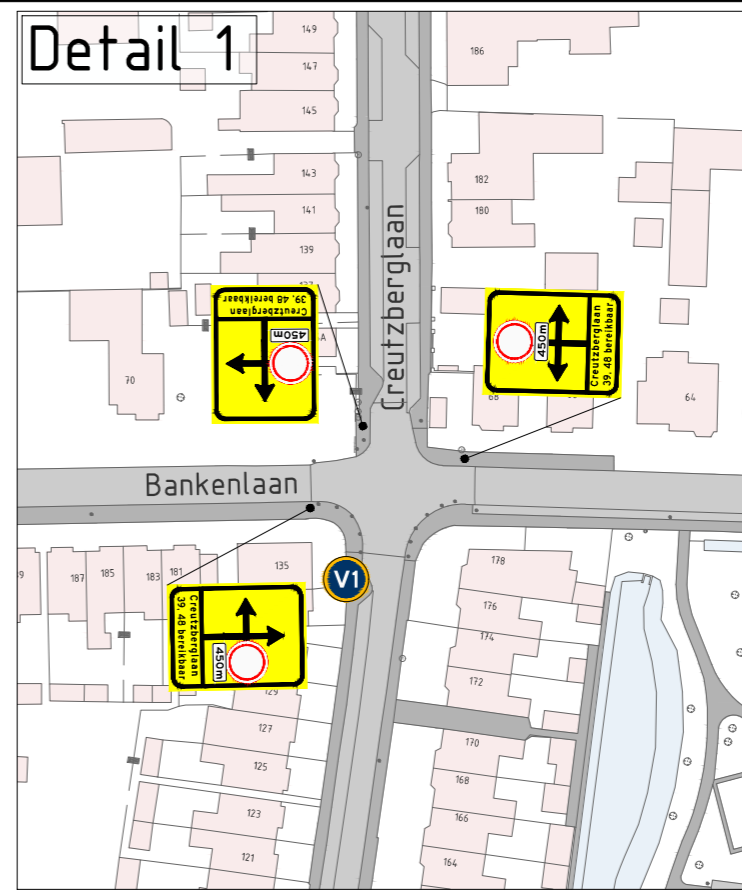 Detail 1
149
147
145
143
141
139
186
182
180
Creutzberglaan
Creutzberglaan
39. 48 bereikbaar
450m
450m
Creutzberglaan
39. 48 bereikbaar
70
68
64
Bankenlaan
187
185
183
181
135
V1
Creutzberglaan
39. 48 bereikbaar
450m
129
127
125
123
121
178
176
174
172
170
168
166
164